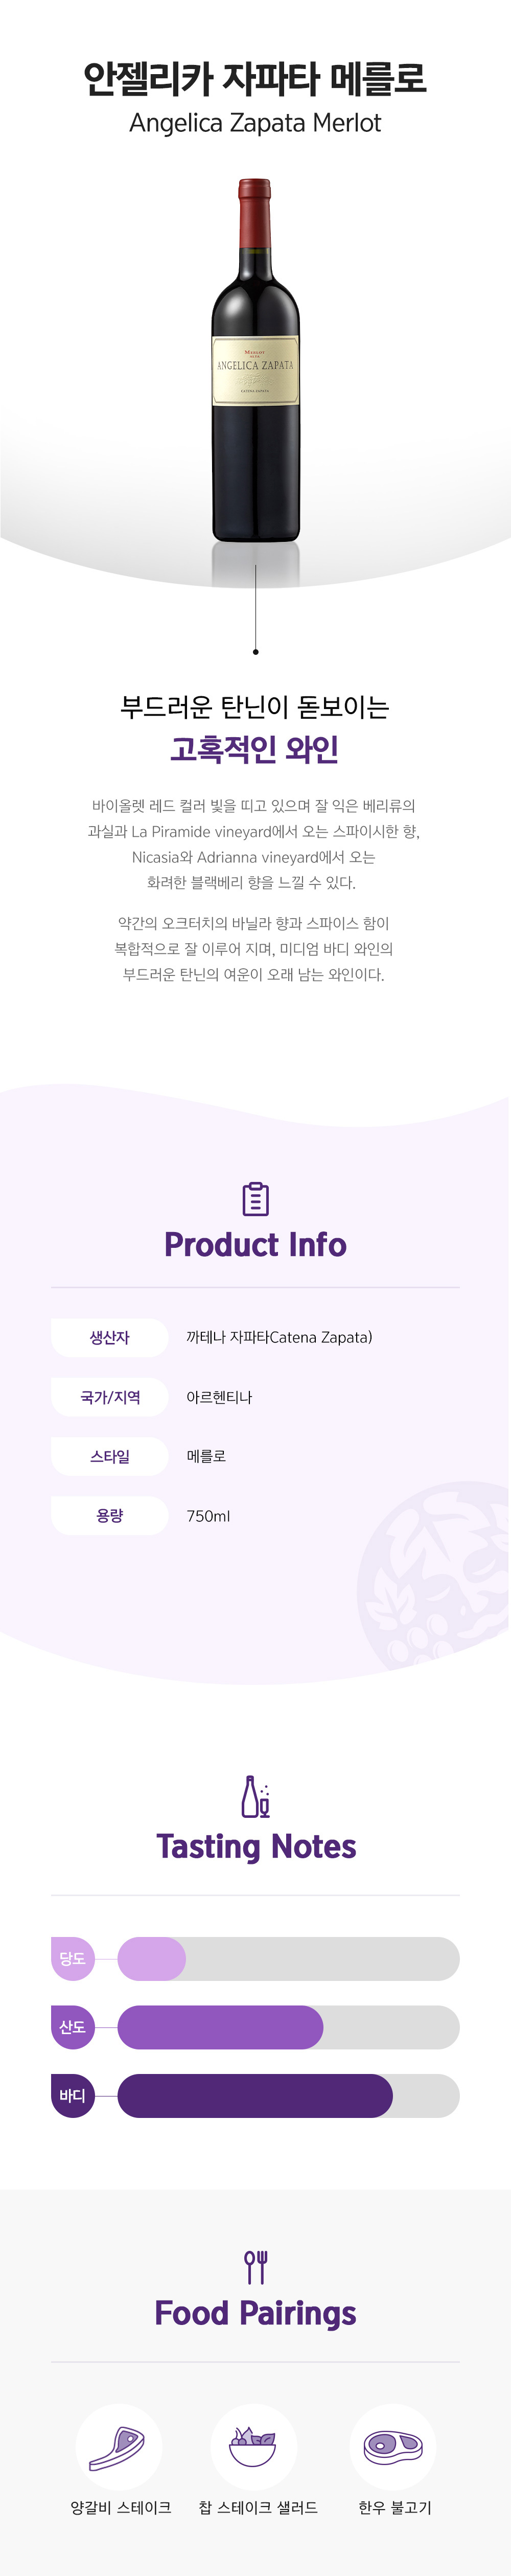 안젤리카 자파타 메를로
Angelica Zapata Merlot
MERLOT
ANGELICA ZAPATA
CATENA ZAPATA
부드러운 탄닌이 돋보이는
고혹적인 와인
바이올렛 레드 컬러 빛을 띠고 있으며 잘 익은 베리류의
과실과 La Piramide vineyard에서 오는 스파이시한 향,
Nicasia와 Adrianna vineyard에서 오는
화려한 블랙베리 향을 느낄 수 있다.
약간의 오크터치의 바닐라 향과 스파이스 함이
복합적으로 잘 이루어 지며, 미디엄 바디 와인의
부드러운 탄닌의 여운이 오래 남는 와인이다.
Product Info
생산자 까테나 자파타Catena Zapata)
국가/지역 아르헨티나
스타일 메를로
용량 750ml
Tasting Notes
당도
산도
바디
Food Pairings
양갈비 스테이크 찹 스테이크 샐러드 한우 불고기